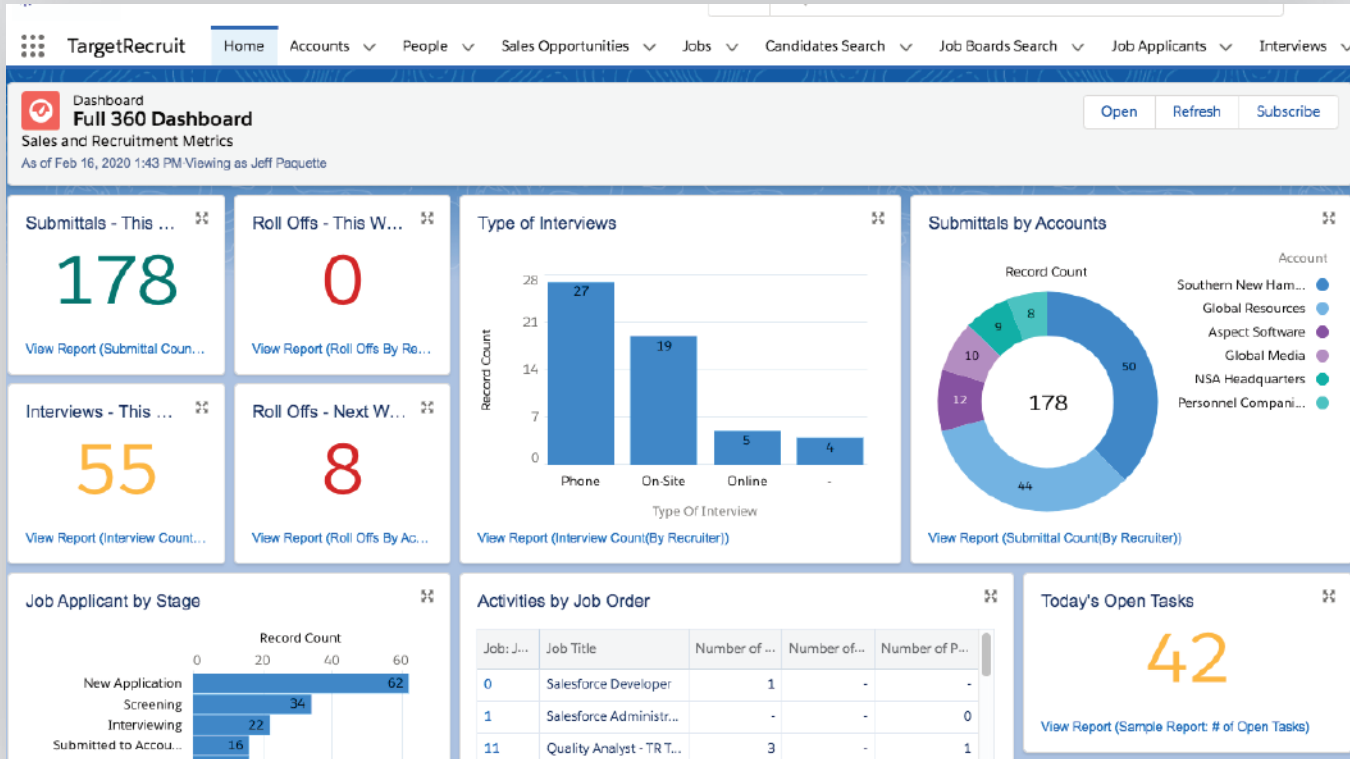 TargetRecruit Home Accounts People Sales Opportunities Jobs Candidates Search Job Boards Search Job Applicants Interviews
Dashboard
Full 360 Dashboard
Sales and Recruitment Metrics
As of Feb 16, 2020 1:43 PM·Viewing as Jeff Paquette
Open Refresh Subscribe
Submittals - This ...
178
View Report (Submittal Coun...
Roll Offs - This W...
0
View Report (Roll Offs By Re...
Interviews - This ...
55
View Report (Interview Count...
Roll Offs - Next W...
8
View Report (Roll Offs By Ac...
Type of Interviews
Record Count
28
21
14
7
0
27
19
5
4
Phone On-Site Online -
Type Of Interview
View Report (Interview Count(By Recruiter))
Submittals by Accounts
Record Count
50
44
12
10
9
8
178
Account
Southern New Ham...
Global Resources
Aspect Software
Global Media
NSA Headquarters
Personnel Compani...
View Report (Submittal Count(By Recruiter))
Job Applicant by Stage
Record Count
0 20 40 60
New Application 62
Screening 34
Interviewing 22
Submitted to Accou... 16
Activities by Job Order
Job: J... Job Title Number of ... Number of... Number of P...
0 Salesforce Developer 1 - -
1 Salesforce Administr... - - 0
11 Quality Analyst - TR T... 3 - 1
Today's Open Tasks
42
View Report (Sample Report: # of Open Tasks)